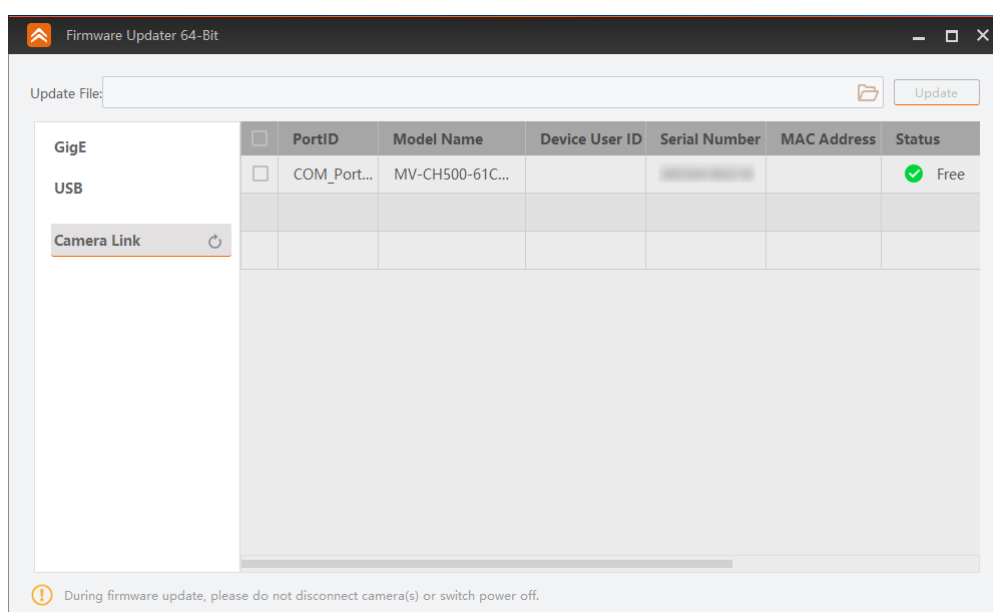 Firmware Updater 64-Bit
Update File:
Update
GigE
USB
Camera Link
PortID Model Name Device User ID Serial Number MAC Address Status
COM_Port... MV-CH500-61C... Free
During firmware update, please do not disconnect camera(s) or switch power off.